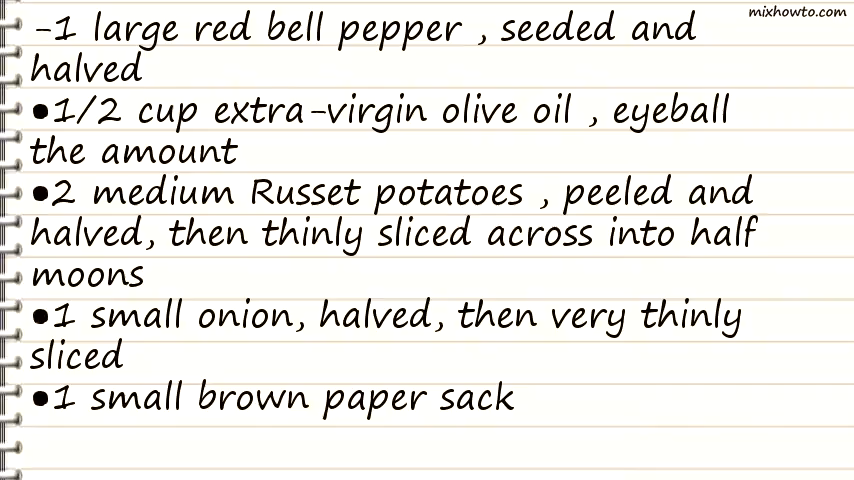 mixhowto.com
-1 large red bell pepper , seeded and
halved
●1/2 cup extra-virgin olive oil , eyeball
the amount
●2 medium Russet potatoes , peeled and
halved, then thinly sliced across into half
moons
●1 small onion, halved, then very thinly
sliced
●1 small brown paper sack